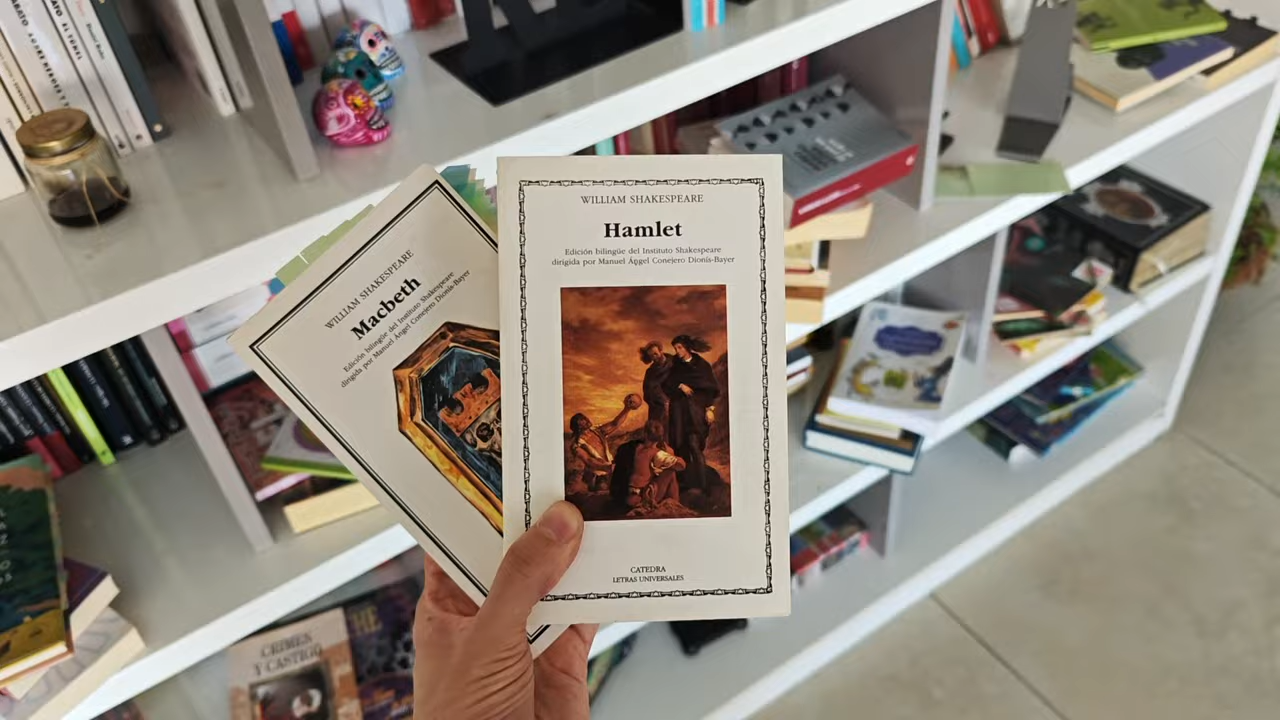 WILLIAM SHAKESPEARE
Hamlet
Edición bilingüe del Instituto Shakespeare
dirigida por Manuel Ángel Conejero Dionís-Bayer
CATEDRA
LETRAS UNIVERSALES
WILLIAM SHAKESPEARE
Macbeth
Edición bilingüe del Instituto Shakespeare
dirigida por Manuel Ángel Conejero Dionís-Bayer
CRIMEN
Y CASTIGO